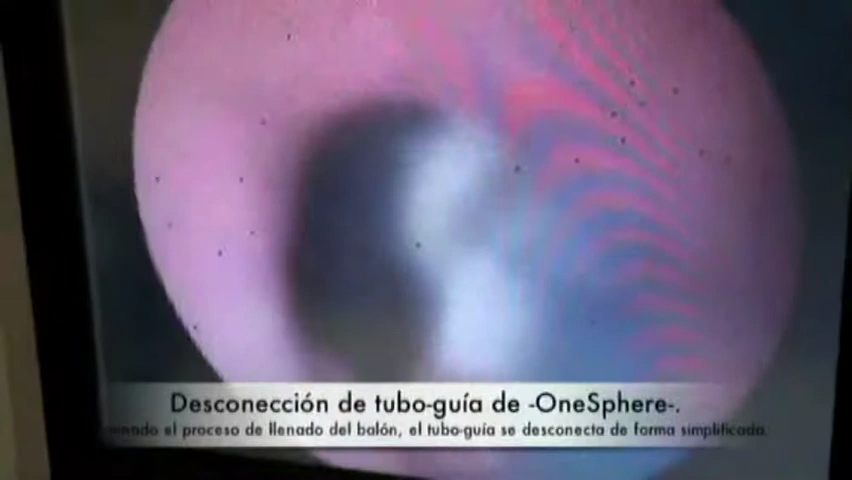 Desconección de tubo-guía de -OneSphere-.
el proceso de llenado del balón, el tubo-guía se desconecta de forma simplificada.